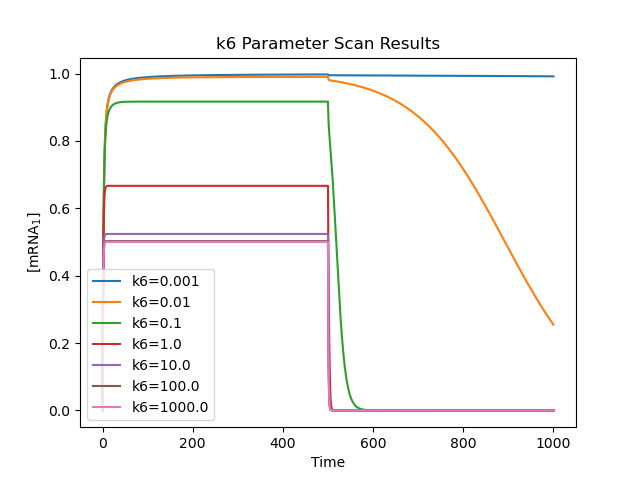 k6 Parameter Scan Results
[mRNA₁]
1.0
0.8
0.6
0.4
0.2
0.0
k6=0.001
k6=0.01
k6=0.1
k6=1.0
k6=10.0
k6=100.0
k6=1000.0
0 200 400 600 800 1000
Time